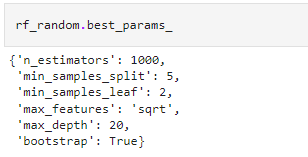 rf_random.best_params_
{'n_estimators': 1000,
'min_samples_split': 5,
'min_samples_leaf': 2,
'max_features': 'sqrt',
'max_depth': 20,
'bootstrap': True}